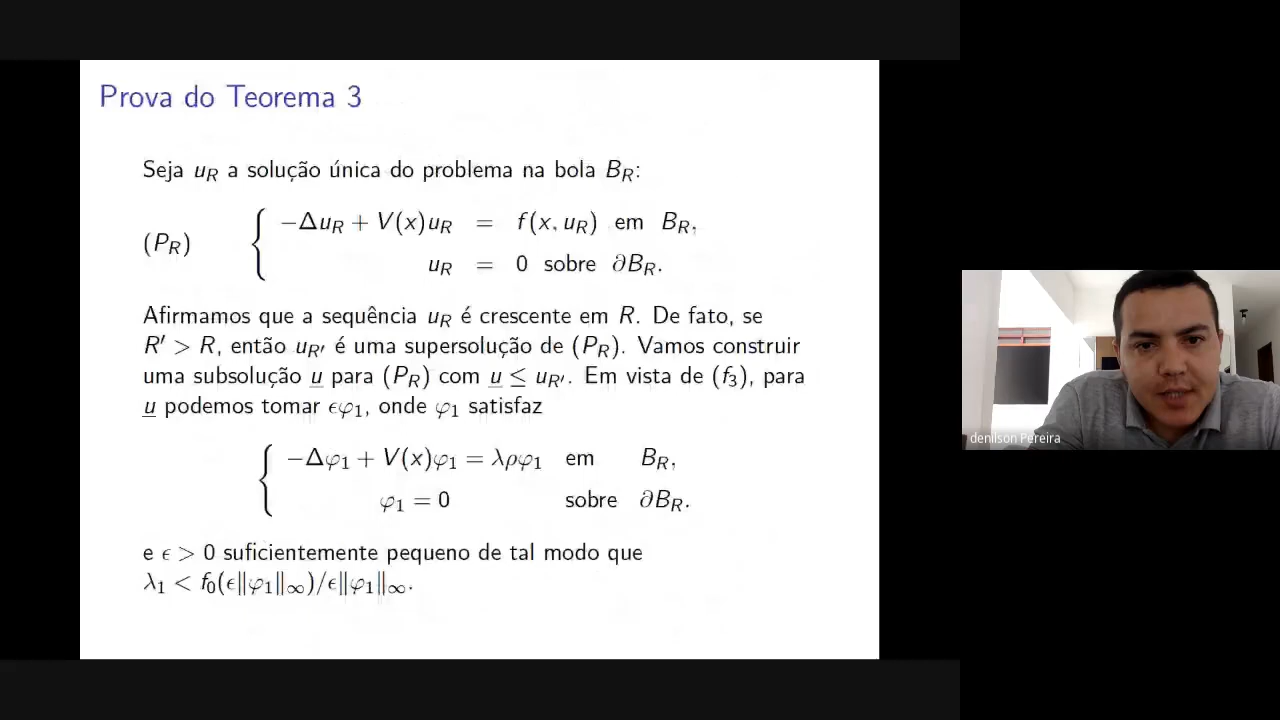 Prova do Teorema 3
Seja u_R a solução única do problema na bola B_R:
(P_R) { −Δu_R + V(x)u_R = f(x, u_R) em B_R,
u_R = 0 sobre ∂B_R.
Afirmamos que a sequência u_R é crescente em R. De fato, se
R′ > R, então u_R′ é uma supersolução de (P_R). Vamos construir
uma subsolução u̲ para (P_R) com u̲ ≤ u_R′. Em vista de (f_3), para
u̲ podemos tomar ϵφ_1, onde φ_1 satisfaz
{ −Δφ_1 + V(x)φ_1 = λρφ_1 em B_R,
φ_1 = 0 sobre ∂B_R.
e ϵ > 0 suficientemente pequeno de tal modo que
λ_1 < f_0(ϵ‖φ_1‖_∞)/ϵ‖φ_1‖_∞.
denilson Pereira